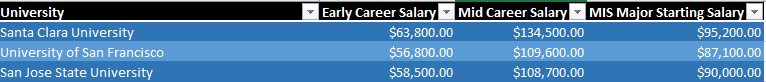 University Early Career Salary Mid Career Salary MIS Major Starting Salary
Santa Clara University $63,800.00 $134,500.00 $95,200.00
University of San Francisco $56,800.00 $109,600.00 $87,100.00
San Jose State University $58,500.00 $108,700.00 $90,000.00